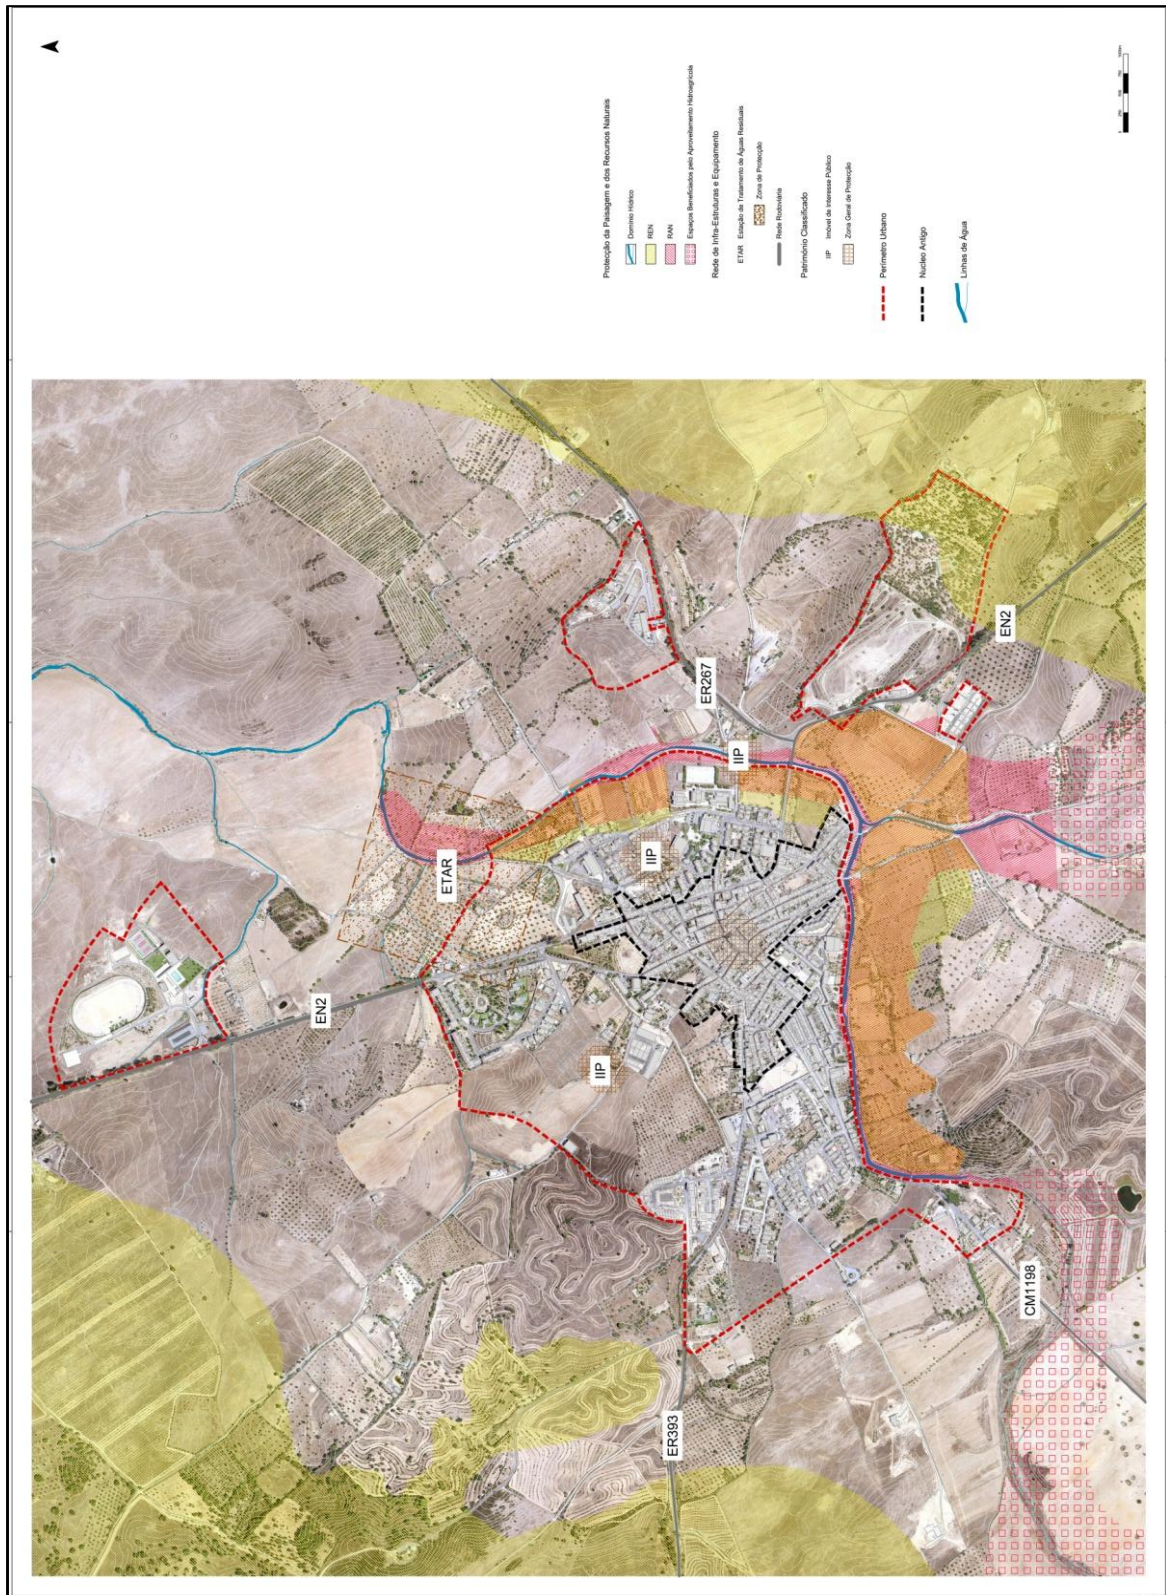 Protecção da Paisagem e dos Recursos Naturais
Domínio Hídrico
REN
RAN
Espaços Beneficiados pelo Aproveitamento Hidroagrícola
Rede de Infra-Estruturas e Equipamento
ETAR Estação de Tratamento de Águas Residuais
Zona de Protecção
Rede Rodoviária
Património Classificado
IIP Imóvel de Interesse Público
Zona Geral de Protecção
Perímetro Urbano
Nucleo Antigo
Linhas de Água
EN2
ETAR
IIP
IIP
IIP
ER267
EN2
ER393
CM1198